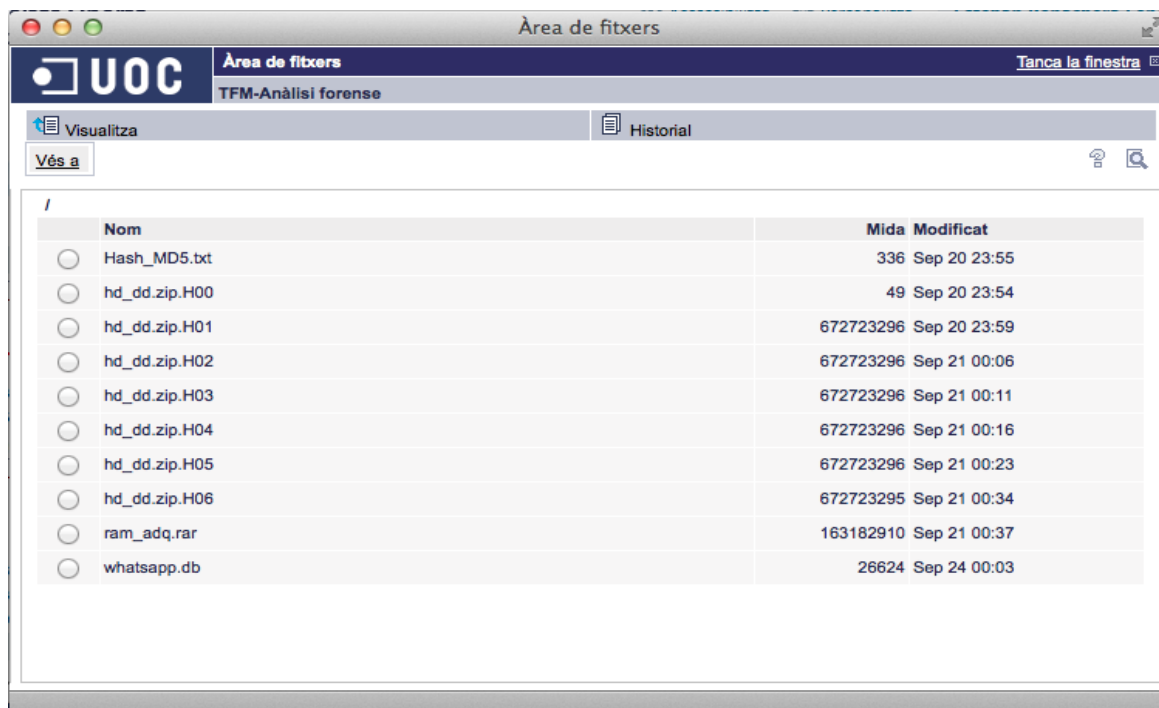 Àrea de fitxers
UOC
Àrea de fitxers
Tanca la finestra
TFM-Anàlisi forense
Visualitza
Historial
Vés a
/
Nom Mida Modificat
Hash_MD5.txt 336 Sep 20 23:55
hd_dd.zip.H00 49 Sep 20 23:54
hd_dd.zip.H01 672723296 Sep 20 23:59
hd_dd.zip.H02 672723296 Sep 21 00:06
hd_dd.zip.H03 672723296 Sep 21 00:11
hd_dd.zip.H04 672723296 Sep 21 00:16
hd_dd.zip.H05 672723296 Sep 21 00:23
hd_dd.zip.H06 672723295 Sep 21 00:34
ram_adq.rar 163182910 Sep 21 00:37
whatsapp.db 26624 Sep 24 00:03